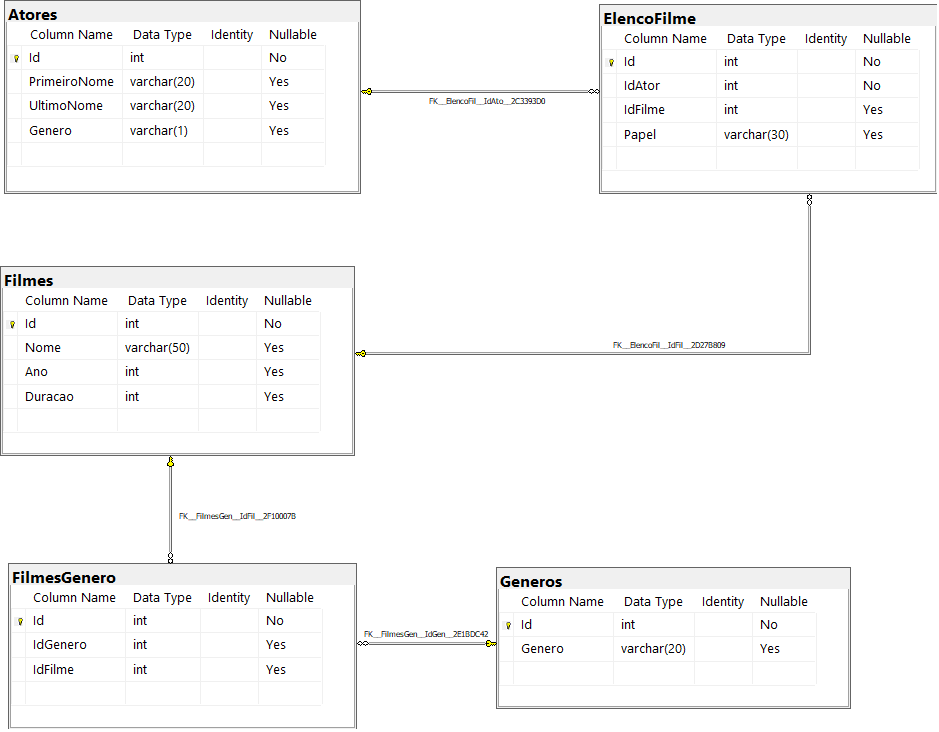 Atores
Column Name Data Type Identity Nullable
Id int No
PrimeiroNome varchar(20) Yes
UltimoNome varchar(20) Yes
Genero varchar(1) Yes
FK__ElencoFil__IdAto__2C3393D0
ElencoFilme
Column Name Data Type Identity Nullable
Id int No
IdAtor int No
IdFilme int Yes
Papel varchar(30) Yes
Filmes
Column Name Data Type Identity Nullable
Id int No
Nome varchar(50) Yes
Ano int Yes
Duracao int Yes
FK__ElencoFil__IdFil__2D27B809
FK__FilmesGen__IdFil__2F10007B
FilmesGenero
Column Name Data Type Identity Nullable
Id int No
IdGenero int Yes
IdFilme int Yes
FK__FilmesGen__IdGen__2E1BDC42
Generos
Column Name Data Type Identity Nullable
Id int No
Genero varchar(20) Yes